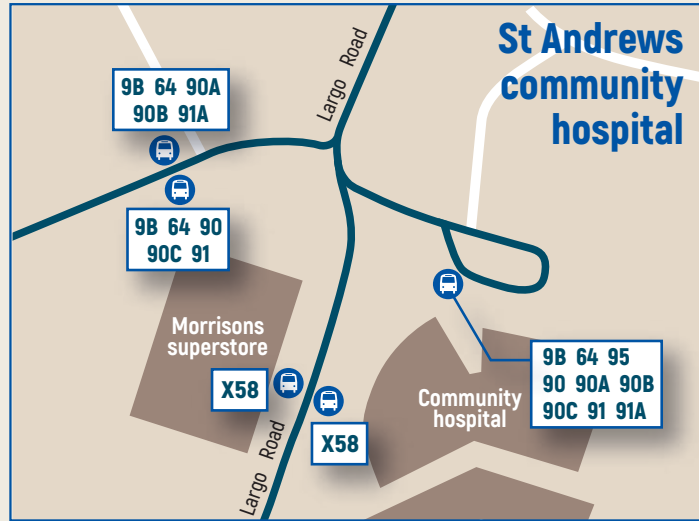 St Andrews
community
hospital
Largo Road
9B 64 90A
90B 91A
9B 64 90
90C 91
Morrisons
superstore
X58
X58
Largo Road
Community
hospital
9B 64 95
90 90A 90B
90C 91 91A